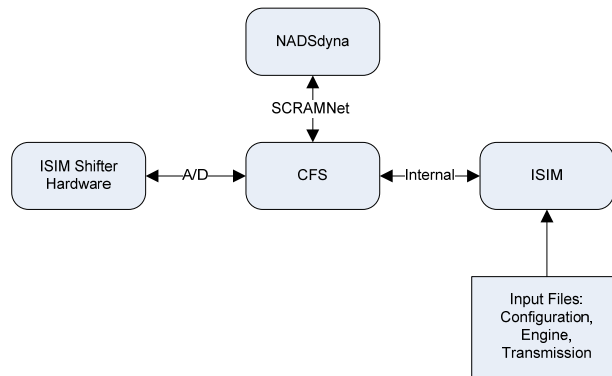 NADSdyna
SCRAMNet
ISIM Shifter
Hardware
A/D
CFS
Internal
ISIM
Input Files:
Configuration,
Engine,
Transmission